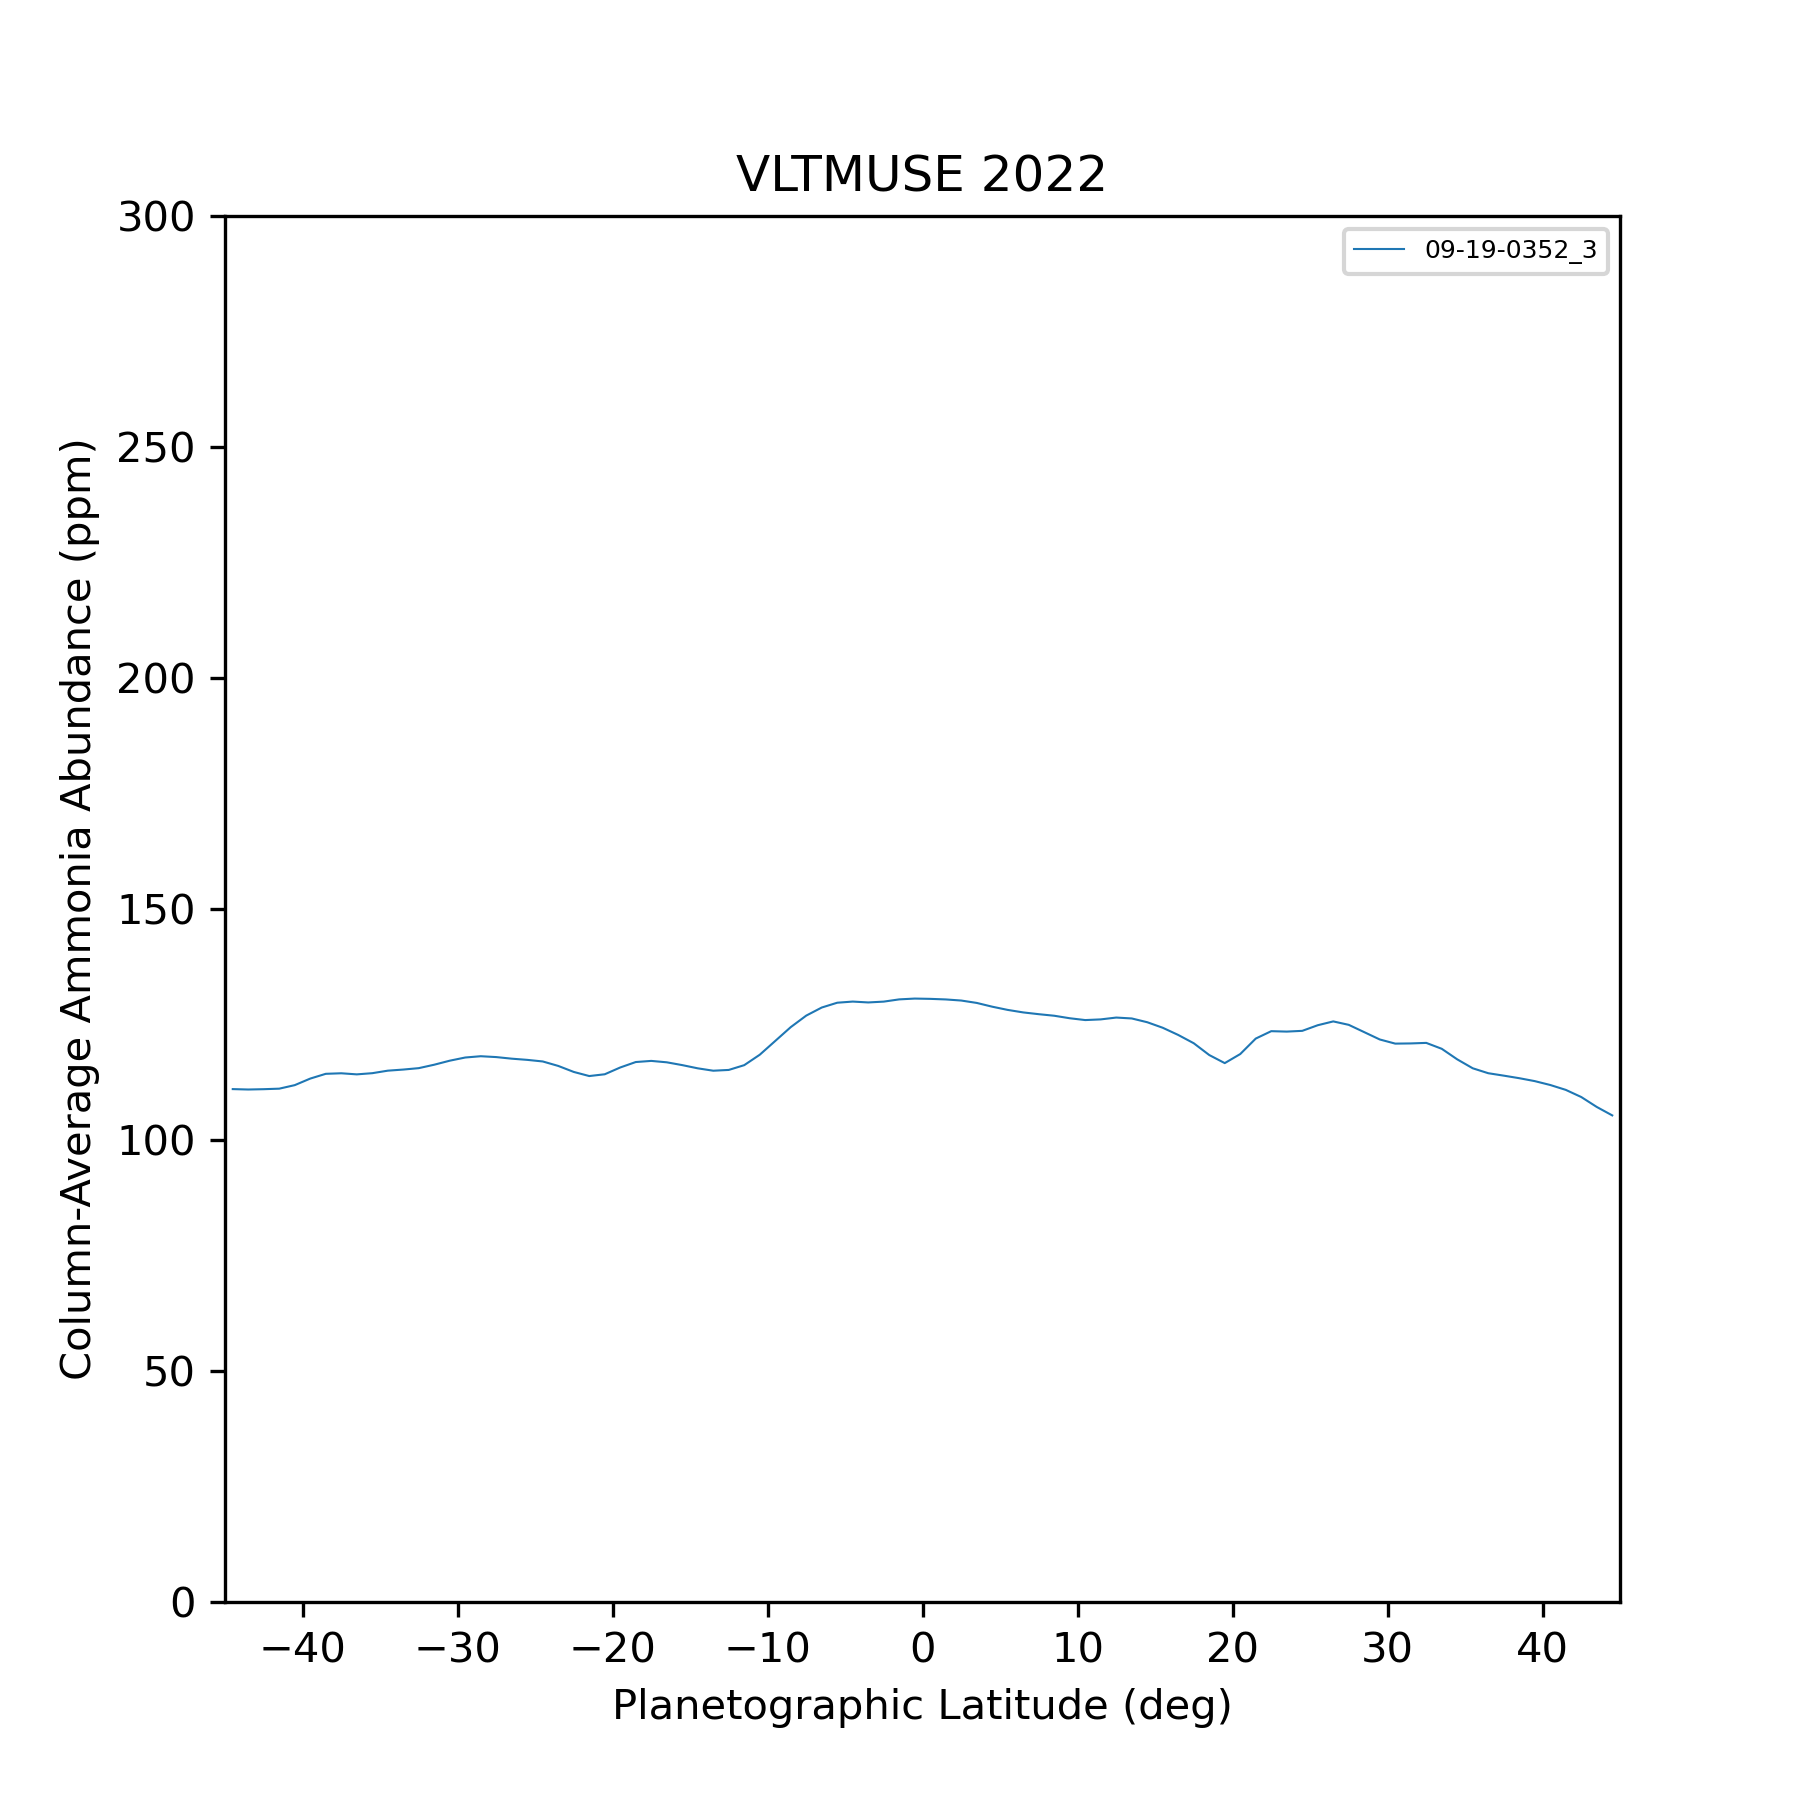 VLTMUSE 2022
09-19-0352_3
Column-Average Ammonia Abundance (ppm)
300
250
200
150
100
50
0
−40 −30 −20 −10 0 10 20 30 40
Planetographic Latitude (deg)